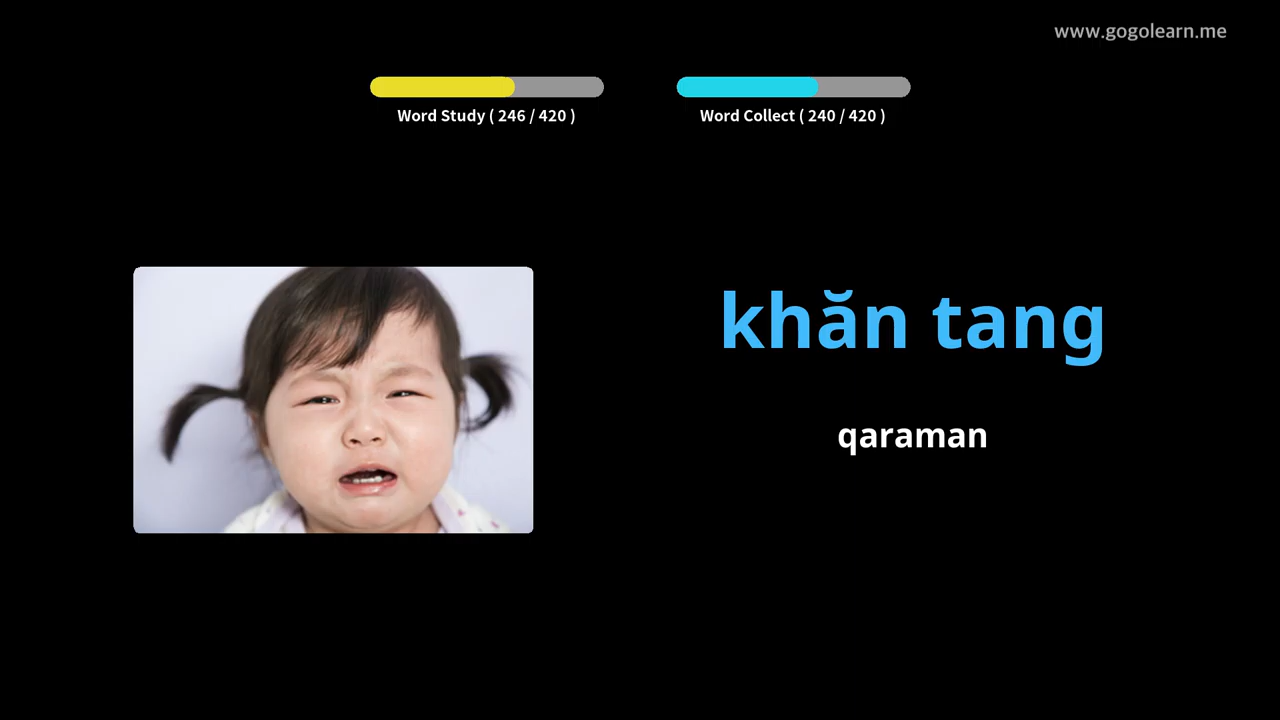 www.gogolearn.me
Word Study ( 246 / 420 )
Word Collect ( 240 / 420 )
khăn tang
qaraman